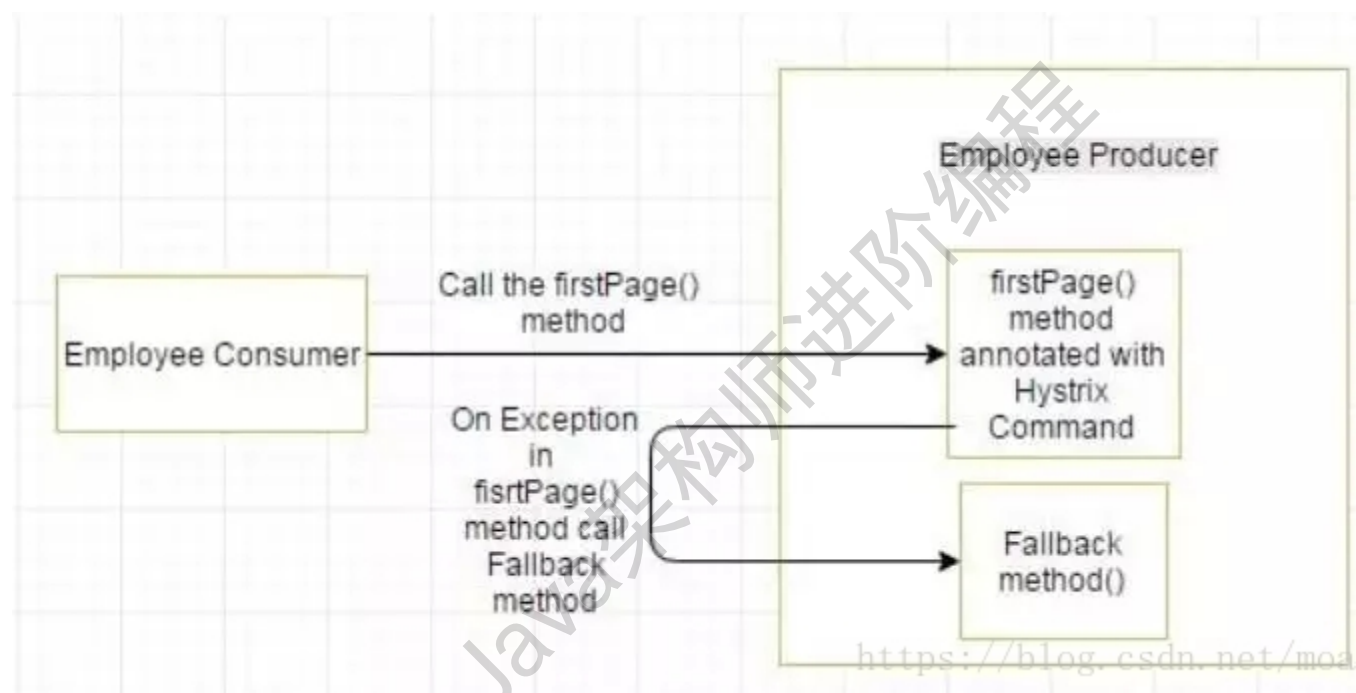 Employee Producer
Employee Consumer
Call the firstPage()
method
firstPage()
method
annotated with
Hystrix
Command
On Exception
in
fisrtPage()
method call
Fallback
method
Fallback
method()
Java架构师进阶编程
https://blog.csdn.net/moa